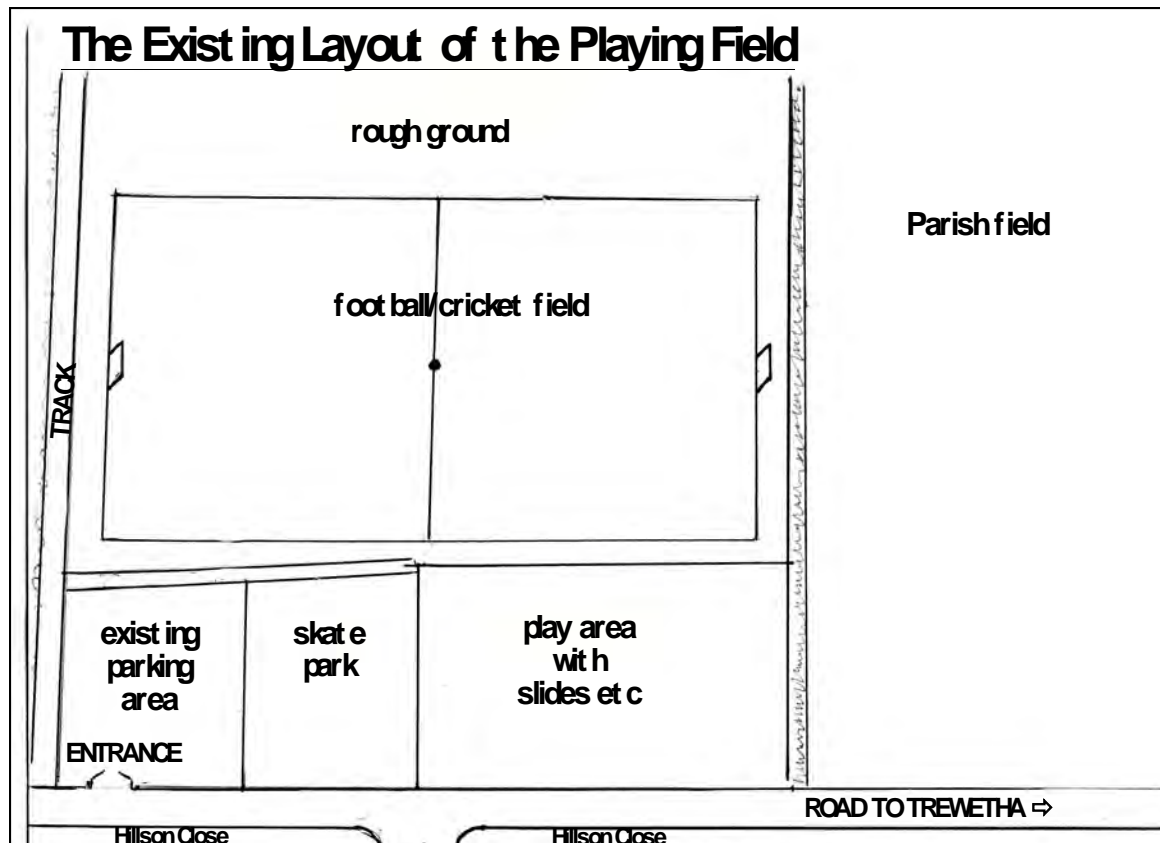 The Existing Layout of the Playing Field
rough ground
Parish field
football/cricket field
TRACK
existing
parking
area
skate
park
play area
with
slides etc
ENTRANCE
ROAD TO TREWETHA ⇨
Hillson Close
Hillson Close